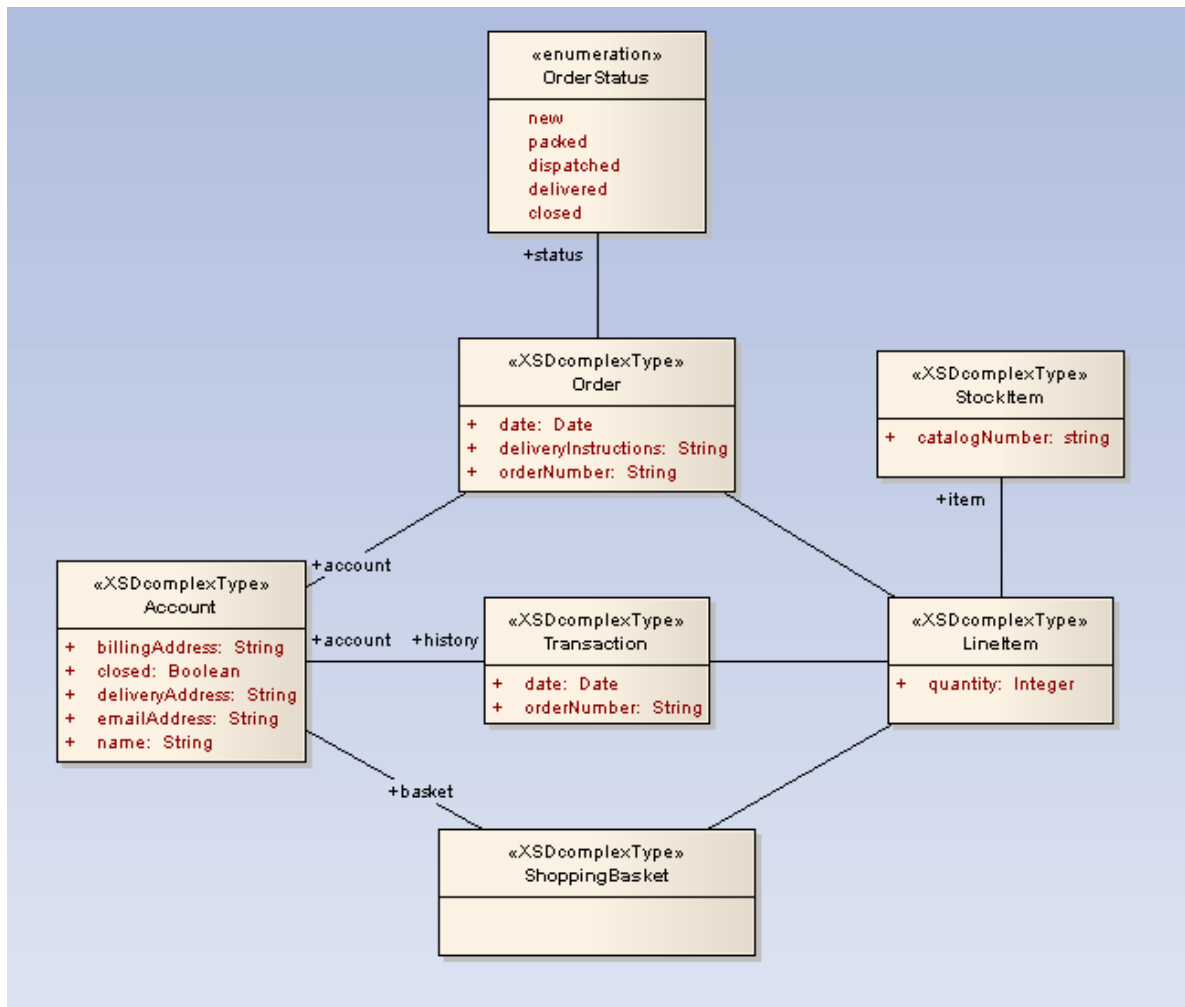 «enumeration»
OrderStatus
new
packed
dispatched
delivered
closed
+status
«XSDcomplexType»
Order
+ date: Date
+ deliveryInstructions: String
+ orderNumber: String
«XSDcomplexType»
StockItem
+ catalogNumber: string
+item
+account
«XSDcomplexType»
Account
+ billingAddress: String
+ closed: Boolean
+ deliveryAddress: String
+ emailAddress: String
+ name: String
+account +history
«XSDcomplexType»
Transaction
+ date: Date
+ orderNumber: String
«XSDcomplexType»
LineItem
+ quantity: Integer
+basket
«XSDcomplexType»
ShoppingBasket